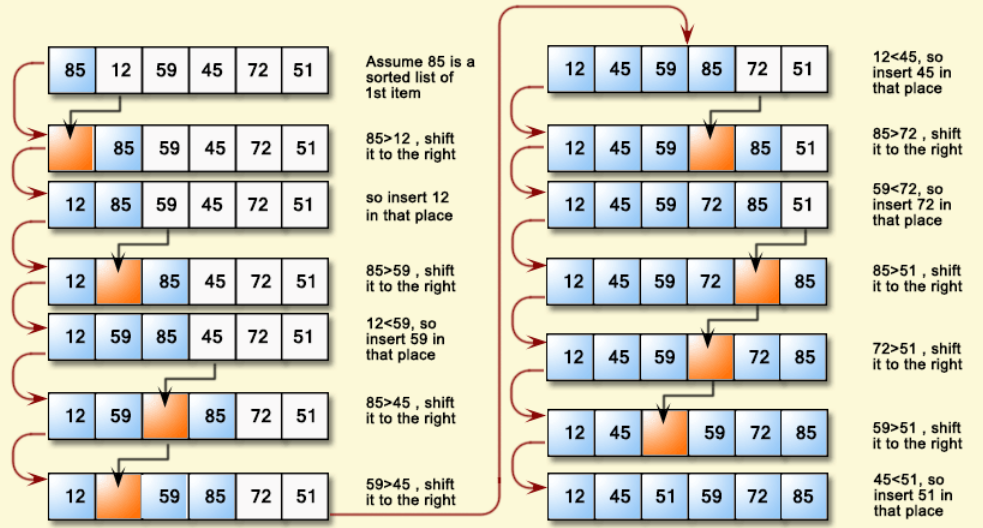 85 12 59 45 72 51
Assume 85 is a
sorted list of
1st item
85 59 45 72 51
85>12 , shift
it to the right
12 85 59 45 72 51
so insert 12
in that place
12 85 45 72 51
85>59 , shift
it to the right
12 59 85 45 72 51
12<59, so
insert 59 in
that place
12 59 85 72 51
85>45 , shift
it to the right
12 59 85 72 51
59>45 , shift
it to the right
12 45 59 85 72 51
12<45, so
insert 45 in
that place
12 45 59 85 51
85>72 , shift
it to the right
12 45 59 72 85 51
59<72, so
insert 72 in
that place
12 45 59 72 85
85>51 , shift
it to the right
12 45 59 72 85
72>51 , shift
it to the right
12 45 59 72 85
59>51 , shift
it to the right
12 45 51 59 72 85
45<51, so
insert 51 in
that place